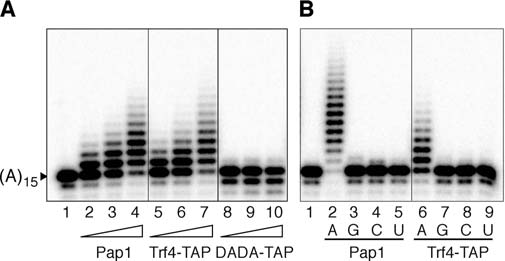 A
B
(A)15
1 2 3 4 5 6 7 8 9 10
Pap1 Trf4-TAP DADA-TAP
1 2 3 4 5 6 7 8 9
A G C U A G C U
Pap1 Trf4-TAP